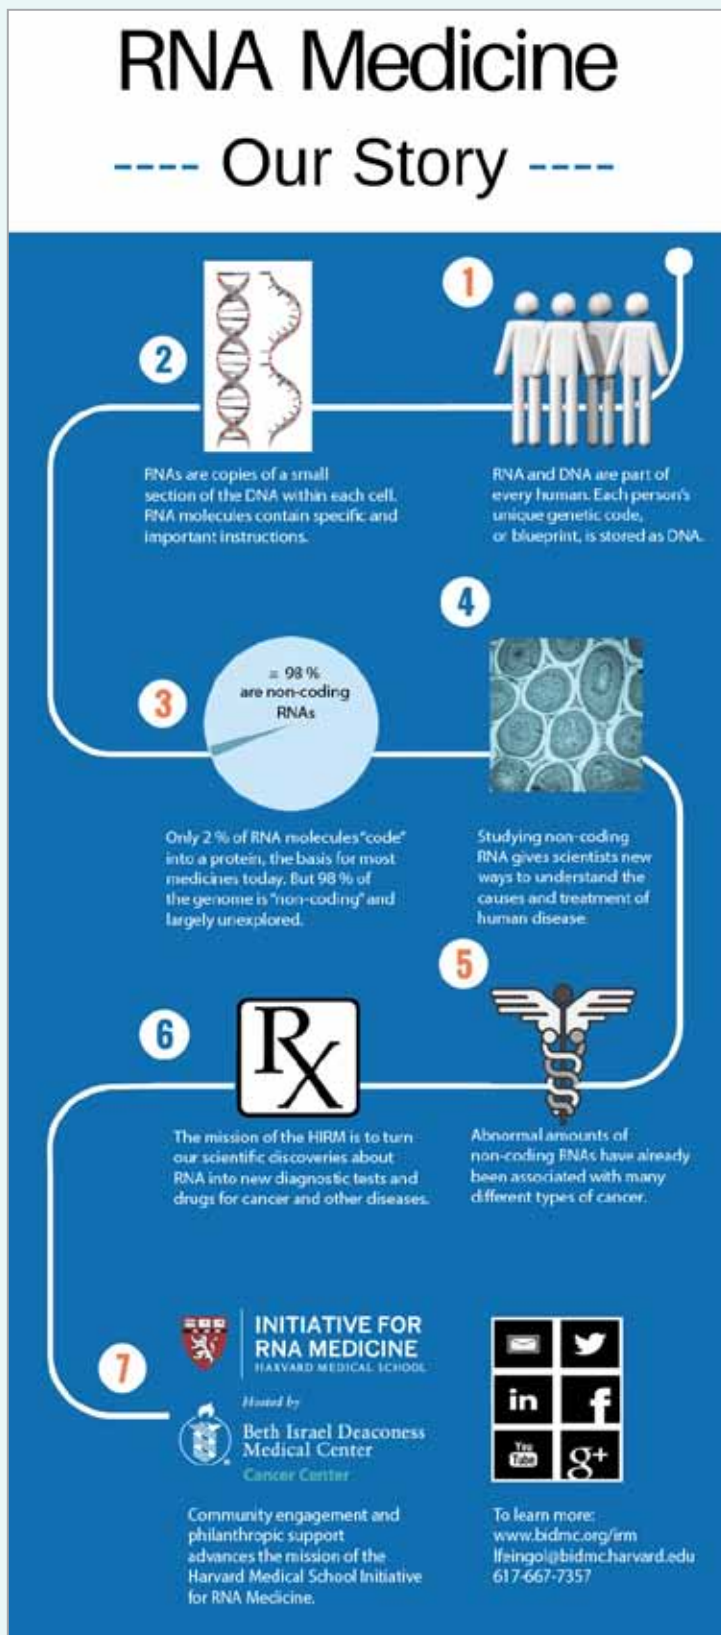 RNA Medicine
---- Our Story ----
1
RNA and DNA are part of
every human. Each person's
unique genetic code,
or blueprint, is stored as DNA.
2
RNAs are copies of a small
section of the DNA within each cell.
RNA molecules contain specific and
important instructions.
3
= 98 %
are non-coding
RNAs
Only 2 % of RNA molecules "code"
into a protein, the basis for most
medicines today. But 98 % of
the genome is "non-coding" and
largely unexplored.
4
Studying non-coding
RNA gives scientists new
ways to understand the
causes and treatment of
human disease.
5
Abnormal amounts of
non-coding RNAs have already
been associated with many
different types of cancer.
6
Rx
The mission of the HIRM is to turn
our scientific discoveries about
RNA into new diagnostic tests and
drugs for cancer and other diseases.
7
INITIATIVE FOR
RNA MEDICINE
HARVARD MEDICAL SCHOOL
Hosted by
Beth Israel Deaconess
Medical Center
Cancer Center
Community engagement and
philanthropic support
advances the mission of the
Harvard Medical School Initiative
for RNA Medicine.
in
f
You
Tube
g+
To learn more:
www.bidmc.org/irm
lfeingol@bidmc.harvard.edu
617-667-7357